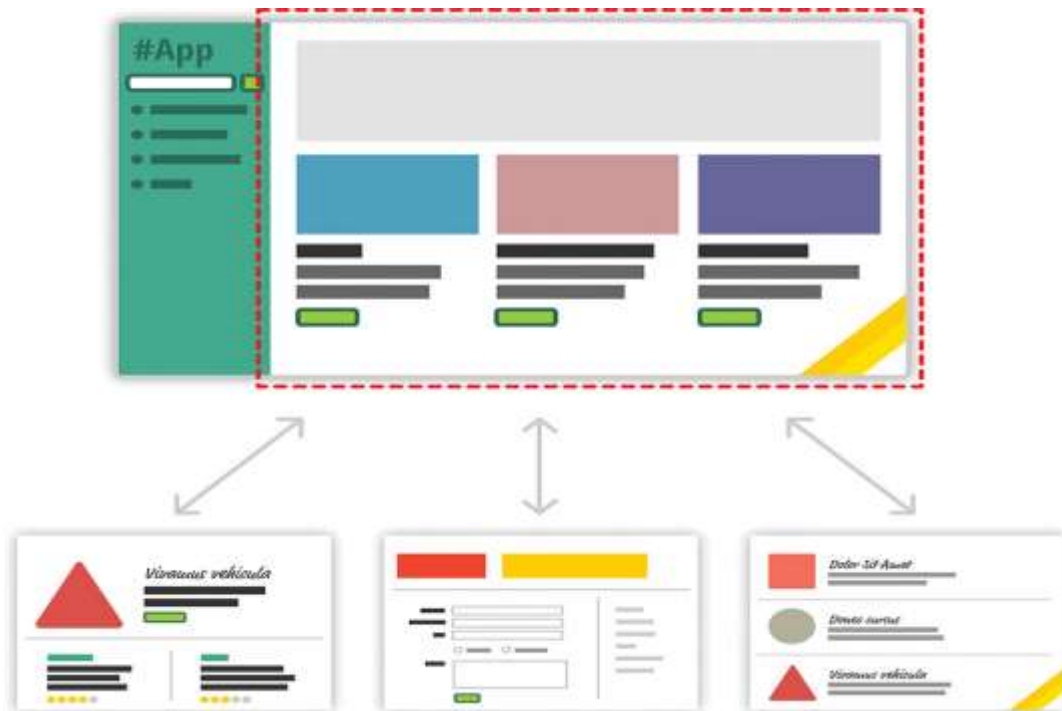 #App
Vivamus vehicula
Dolor Sit Amet
Donec cursus
Vivamus vehicula